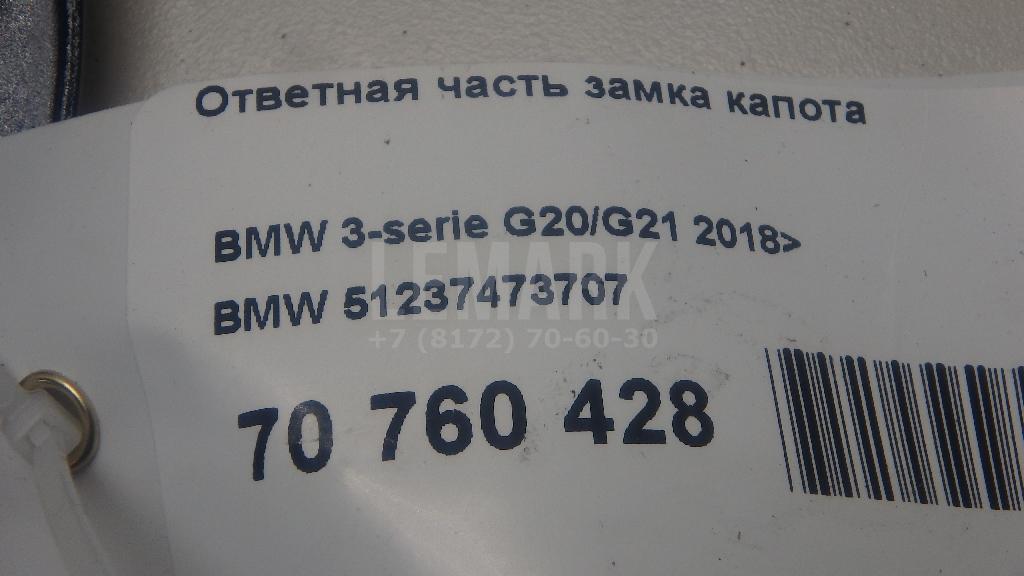 Ответная часть замка капота
BMW 3-serie G20/G21 2018>
LEMARK
BMW 51237473707
+7 (8172) 70-60-30
70 760 428